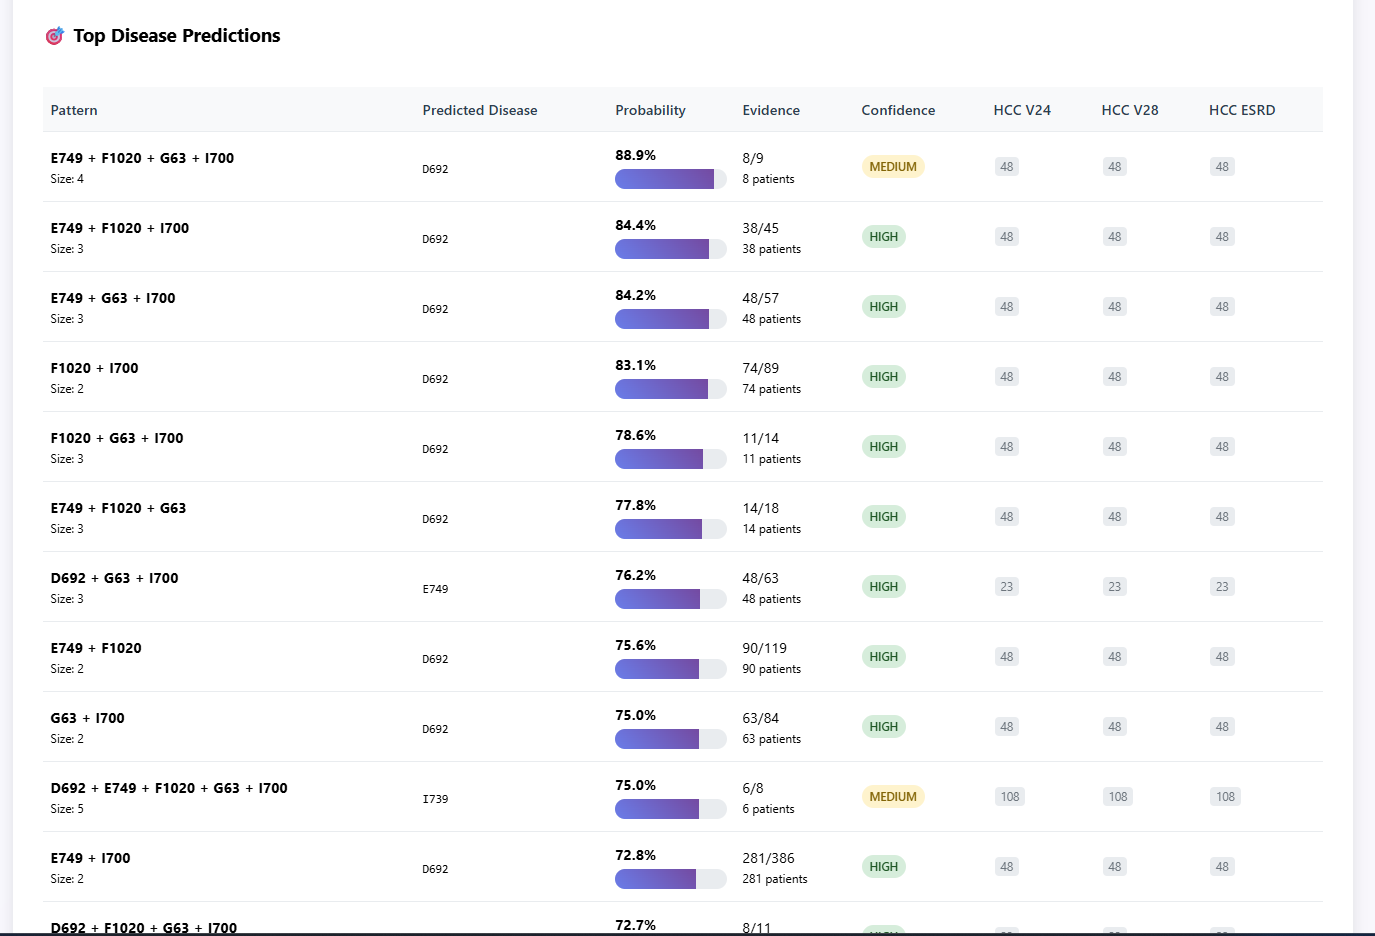 Top Disease Predictions
Pattern Predicted Disease Probability Evidence Confidence HCC V24 HCC V28 HCC ESRD
E749 + F1020 + G63 + I700
Size: 4
D692
88.9%
8/9
8 patients
MEDIUM
48 48 48
E749 + F1020 + I700
Size: 3
D692
84.4%
38/45
38 patients
HIGH
48 48 48
E749 + G63 + I700
Size: 3
D692
84.2%
48/57
48 patients
HIGH
48 48 48
F1020 + I700
Size: 2
D692
83.1%
74/89
74 patients
HIGH
48 48 48
F1020 + G63 + I700
Size: 3
D692
78.6%
11/14
11 patients
HIGH
48 48 48
E749 + F1020 + G63
Size: 3
D692
77.8%
14/18
14 patients
HIGH
48 48 48
D692 + G63 + I700
Size: 3
E749
76.2%
48/63
48 patients
HIGH
23 23 23
E749 + F1020
Size: 2
D692
75.6%
90/119
90 patients
HIGH
48 48 48
G63 + I700
Size: 2
D692
75.0%
63/84
63 patients
HIGH
48 48 48
D692 + E749 + F1020 + G63 + I700
Size: 5
I739
75.0%
6/8
6 patients
MEDIUM
108 108 108
E749 + I700
Size: 2
D692
72.8%
281/386
281 patients
HIGH
48 48 48
D692 + F1020 + G63 + I700
72.7%
8/11